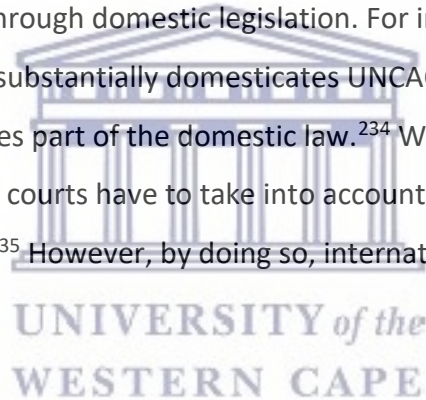 through domestic legislation. For i
substantially domesticates UNCA
es part of the domestic law.²³⁴ W
courts have to take into account
³⁵ However, by doing so, internat
UNIVERSITY of the
WESTERN CAPE